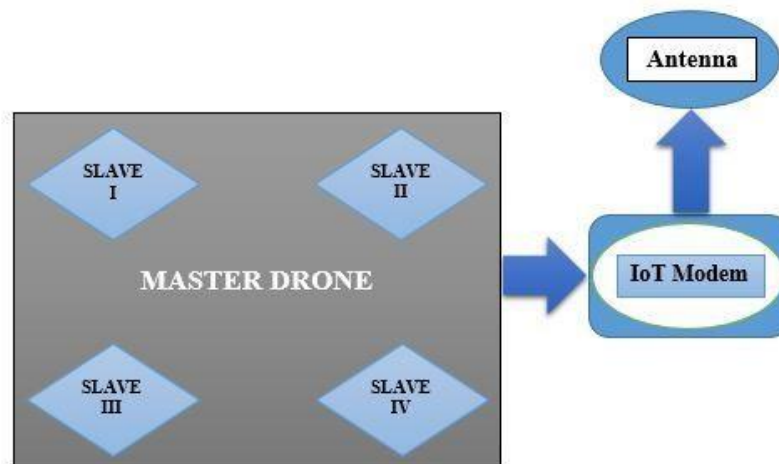 Antenna
SLAVE
I
SLAVE
II
MASTER DRONE
IoT Modem
SLAVE
III
SLAVE
IV